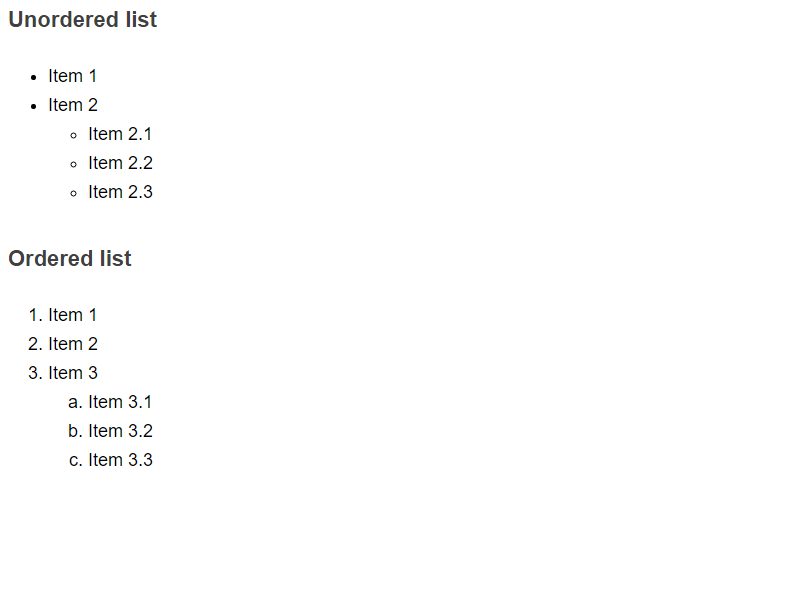 Unordered list
• Item 1
• Item 2
◦ Item 2.1
◦ Item 2.2
◦ Item 2.3
Ordered list
1. Item 1
2. Item 2
3. Item 3
a. Item 3.1
b. Item 3.2
c. Item 3.3